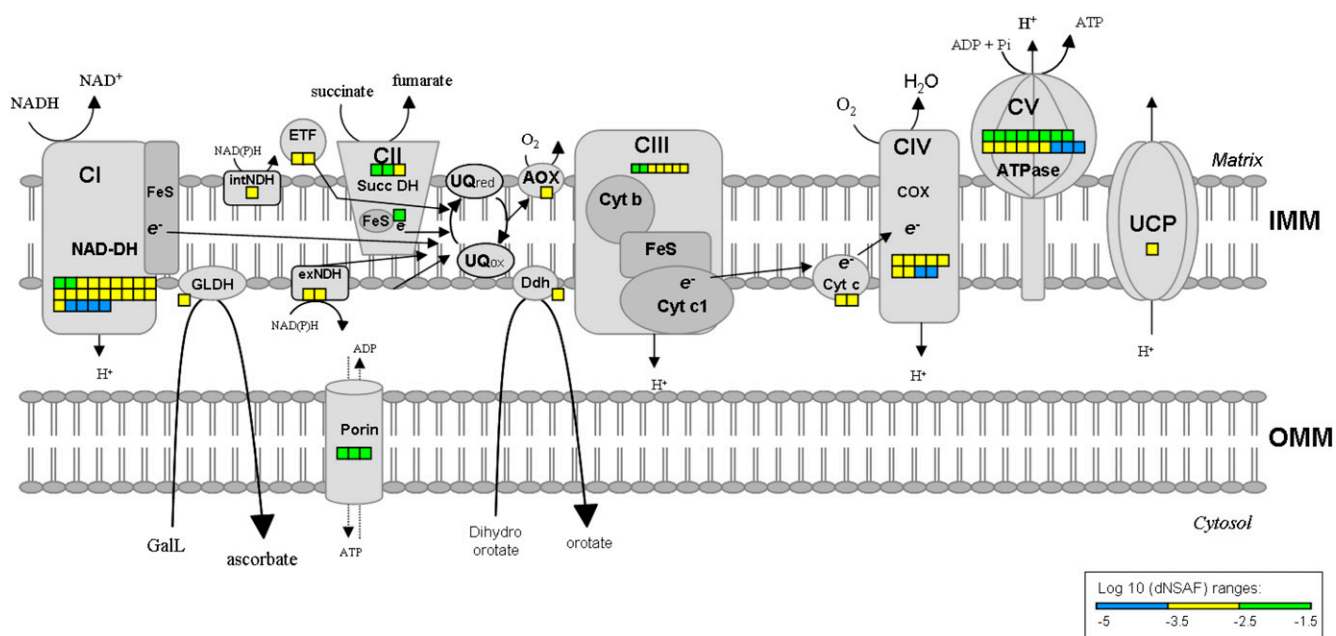 H⁺
ATP
ADP + Pi
NAD⁺
NADH
succinate
fumarate
H₂O
O₂
CV
ATPase
ETF
NAD(P)H
intNDH
CII
Succ DH
FeS
e
O₂
AOX
UQred
UQox
CIII
Cyt b
FeS
e⁻
Cyt c1
CIV
COX
e⁻
Matrix
IMM
UCP
CI
FeS
e⁻
NAD-DH
GLDH
exNDH
NAD(P)H
Ddh
e⁻
Cyt c
H⁺
H⁺
H⁺
H⁺
ADP
Porin
ATP
OMM
Cytosol
GalL
ascorbate
Dihydro
orotate
orotate
Log 10 (dNSAF) ranges:
-5 -3.5 -2.5 -1.5